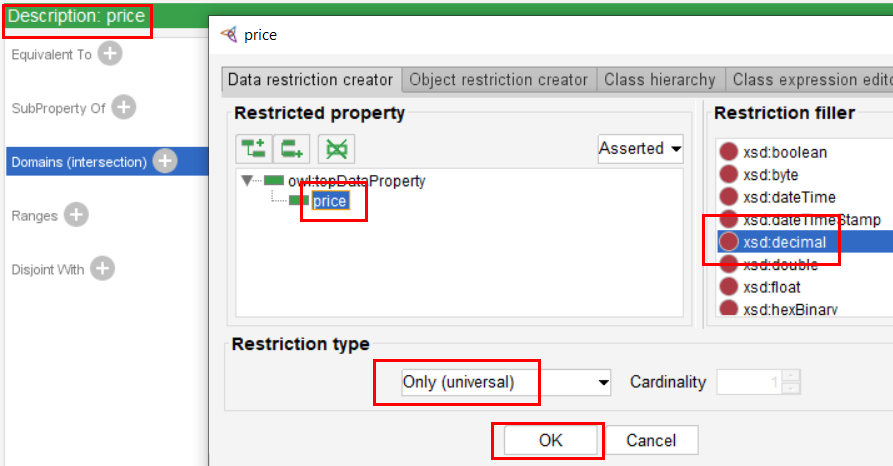 Description: price
Equivalent To
SubProperty Of
Domains (intersection)
Ranges
Disjoint With
price
Data restriction creator
Object restriction creator
Class hierarchy
Class expression edito
Restricted property
Asserted
owl:topDataProperty
price
Restriction filler
xsd:boolean
xsd:byte
xsd:dateTime
xsd:dateTimeStamp
xsd:decimal
xsd:double
xsd:float
xsd:hexBinary
Restriction type
Only (universal)
Cardinality
1
OK
Cancel